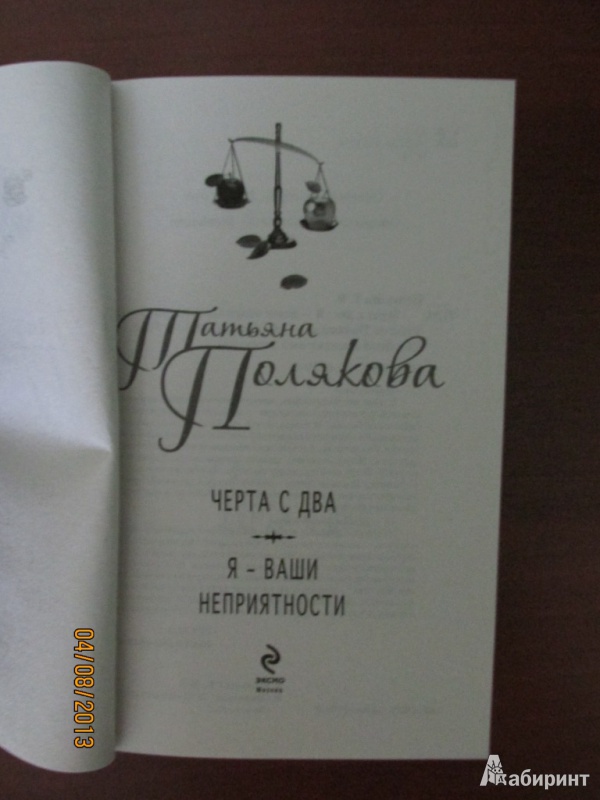 Татьяна
Полякова
ЧЕРТА С ДВА
Я – ВАШИ
НЕПРИЯТНОСТИ
ЭКСМО
Москва
04/08/2013
Лабиринт